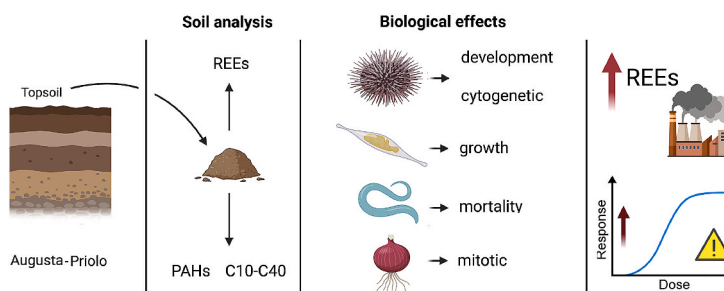 Soil analysis
Biological effects
Topsoil
Augusta-Priolo
REEs
PAHs C10-C40
development
cytogenetic
growth
mortality
mitotic
REEs
Response
Dose
!